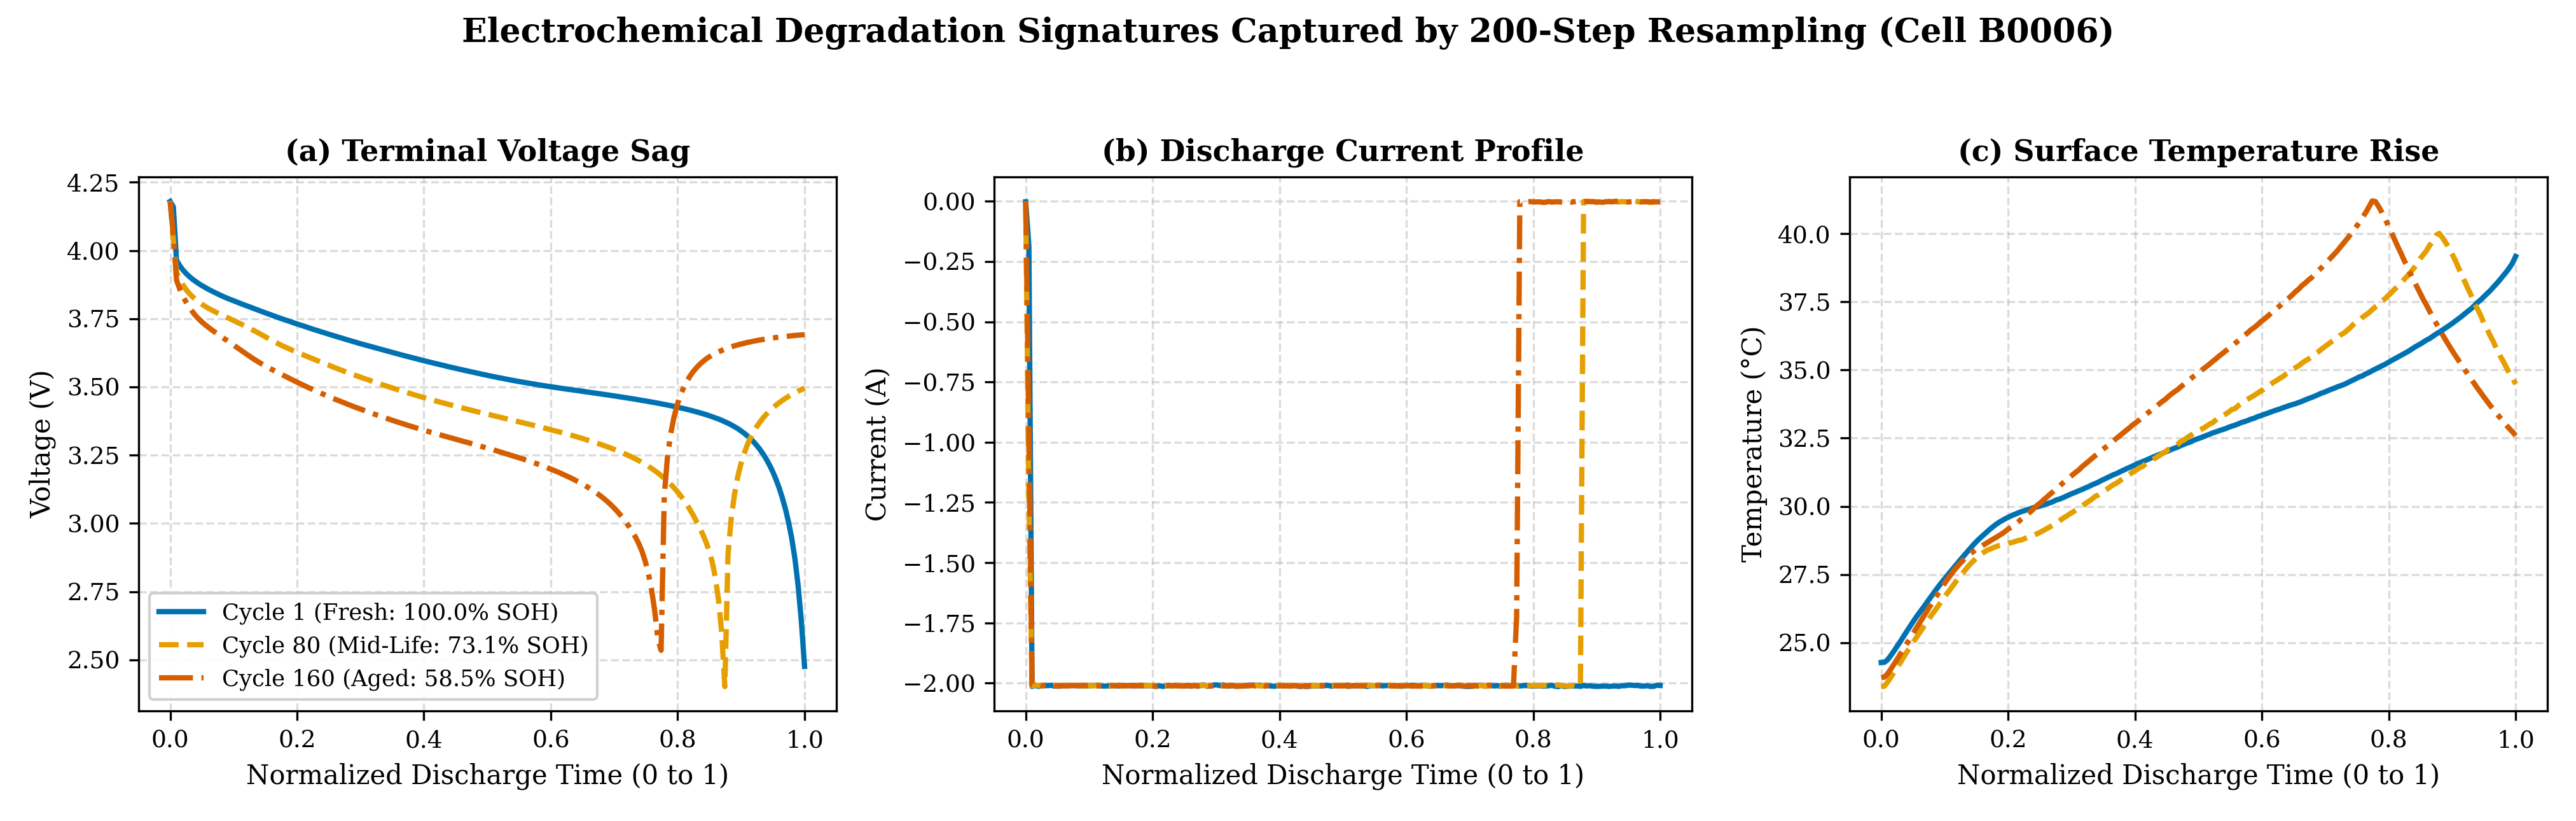 Electrochemical Degradation Signatures Captured by 200-Step Resampling (Cell B0006)
(a) Terminal Voltage Sag
Voltage (V)
4.25
4.00
3.75
3.50
3.25
3.00
2.75
2.50
Cycle 1 (Fresh: 100.0% SOH)
Cycle 80 (Mid-Life: 73.1% SOH)
Cycle 160 (Aged: 58.5% SOH)
0.0 0.2 0.4 0.6 0.8 1.0
Normalized Discharge Time (0 to 1)
(b) Discharge Current Profile
Current (A)
0.00
−0.25
−0.50
−0.75
−1.00
−1.25
−1.50
−1.75
−2.00
0.0 0.2 0.4 0.6 0.8 1.0
Normalized Discharge Time (0 to 1)
(c) Surface Temperature Rise
Temperature (°C)
40.0
37.5
35.0
32.5
30.0
27.5
25.0
0.0 0.2 0.4 0.6 0.8 1.0
Normalized Discharge Time (0 to 1)